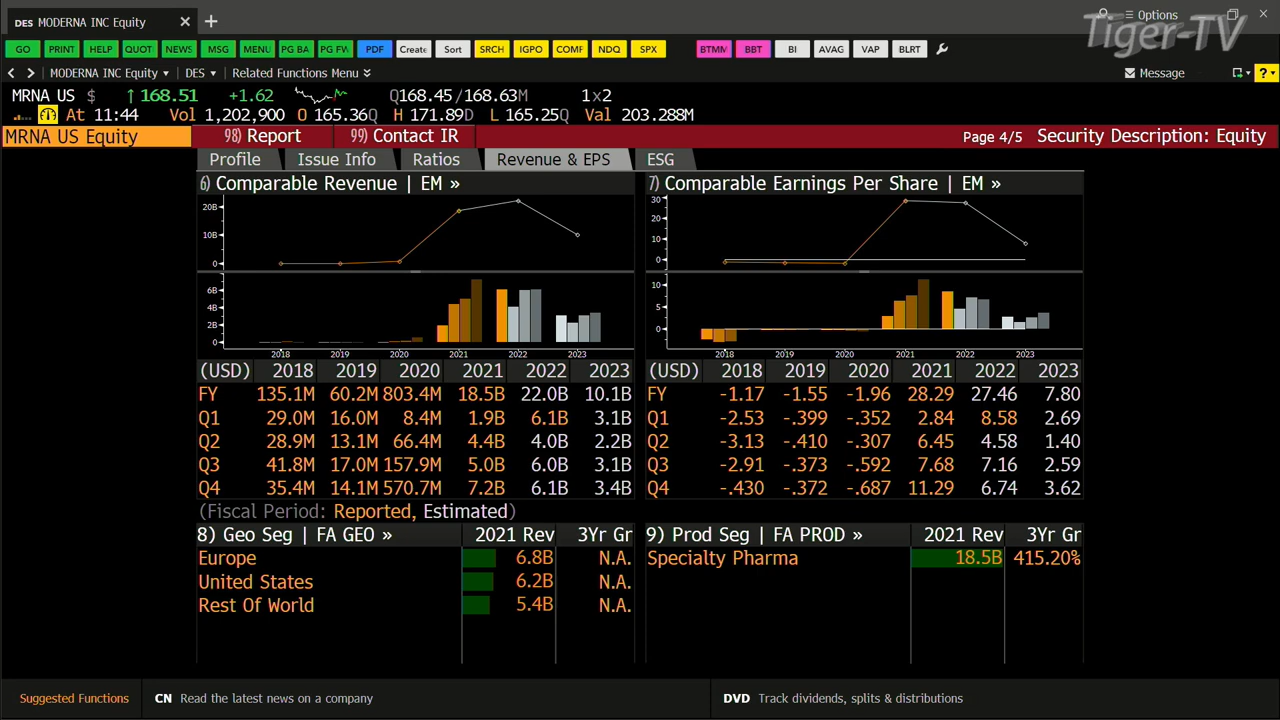 DES MODERNA INC Equity
Options
Tiger-TV
GO PRINT HELP QUOT NEWS MSG MENU PG BA PG FV PDF Create Sort SRCH IGPO COMF NDQ SPX BTMM BBT BI AVAG VAP BLRT
MODERNA INC Equity DES Related Functions Menu Message ?
MRNA US $ ↑168.51 +1.62 Q168.45/168.63M 1x2
At 11:44 Vol 1,202,900 O 165.36Q H 171.89D L 165.25Q Val 203.288M
MRNA US Equity 98) Report 99) Contact IR Page 4/5 Security Description: Equity
Profile Issue Info Ratios Revenue & EPS ESG
6) Comparable Revenue | EM »
20B
10B
0
6B
4B
2B
0
2018 2019 2020 2021 2022 2023
(USD) 2018 2019 2020 2021 2022 2023
FY 135.1M 60.2M 803.4M 18.5B 22.0B 10.1B
Q1 29.0M 16.0M 8.4M 1.9B 6.1B 3.1B
Q2 28.9M 13.1M 66.4M 4.4B 4.0B 2.2B
Q3 41.8M 17.0M 157.9M 5.0B 6.0B 3.1B
Q4 35.4M 14.1M 570.7M 7.2B 6.1B 3.4B
7) Comparable Earnings Per Share | EM »
30
20
10
0
10
5
0
2018 2019 2020 2021 2022 2023
(USD) 2018 2019 2020 2021 2022 2023
FY -1.17 -1.55 -1.96 28.29 27.46 7.80
Q1 -2.53 -.399 -.352 2.84 8.58 2.69
Q2 -3.13 -.410 -.307 6.45 4.58 1.40
Q3 -2.91 -.373 -.592 7.68 7.16 2.59
Q4 -.430 -.372 -.687 11.29 6.74 3.62
(Fiscal Period: Reported, Estimated)
8) Geo Seg | FA GEO » 2021 Rev 3Yr Gr
Europe 6.8B N.A.
United States 6.2B N.A.
Rest Of World 5.4B N.A.
9) Prod Seg | FA PROD » 2021 Rev 3Yr Gr
Specialty Pharma 18.5B 415.20%
Suggested Functions CN Read the latest news on a company DVD Track dividends, splits & distributions